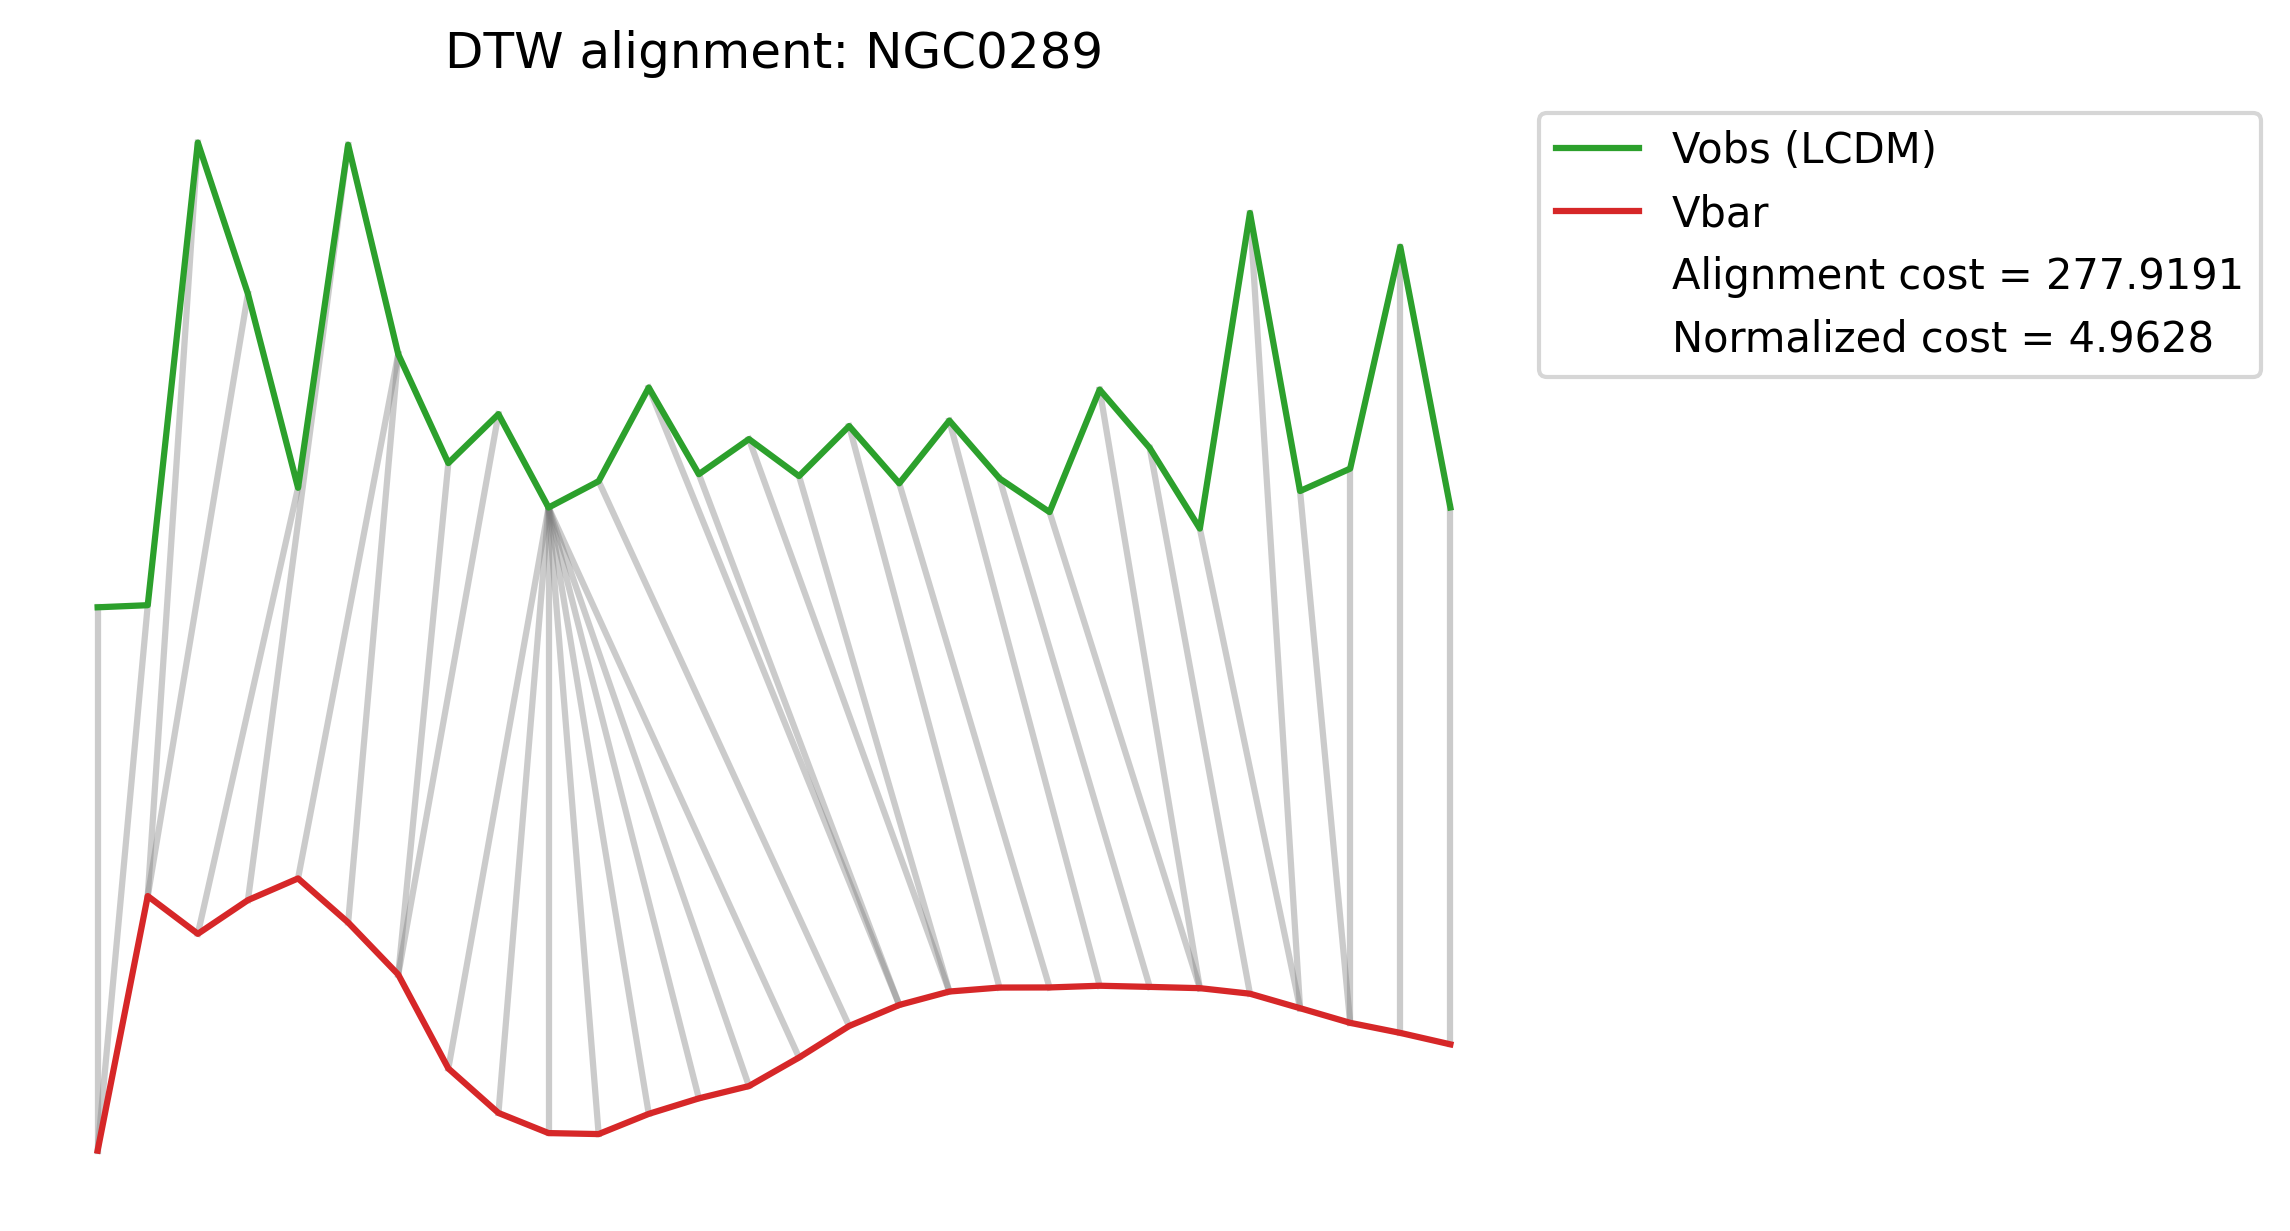 DTW alignment: NGC0289
Vobs (LCDM)
Vbar
Alignment cost = 277.9191
Normalized cost = 4.9628